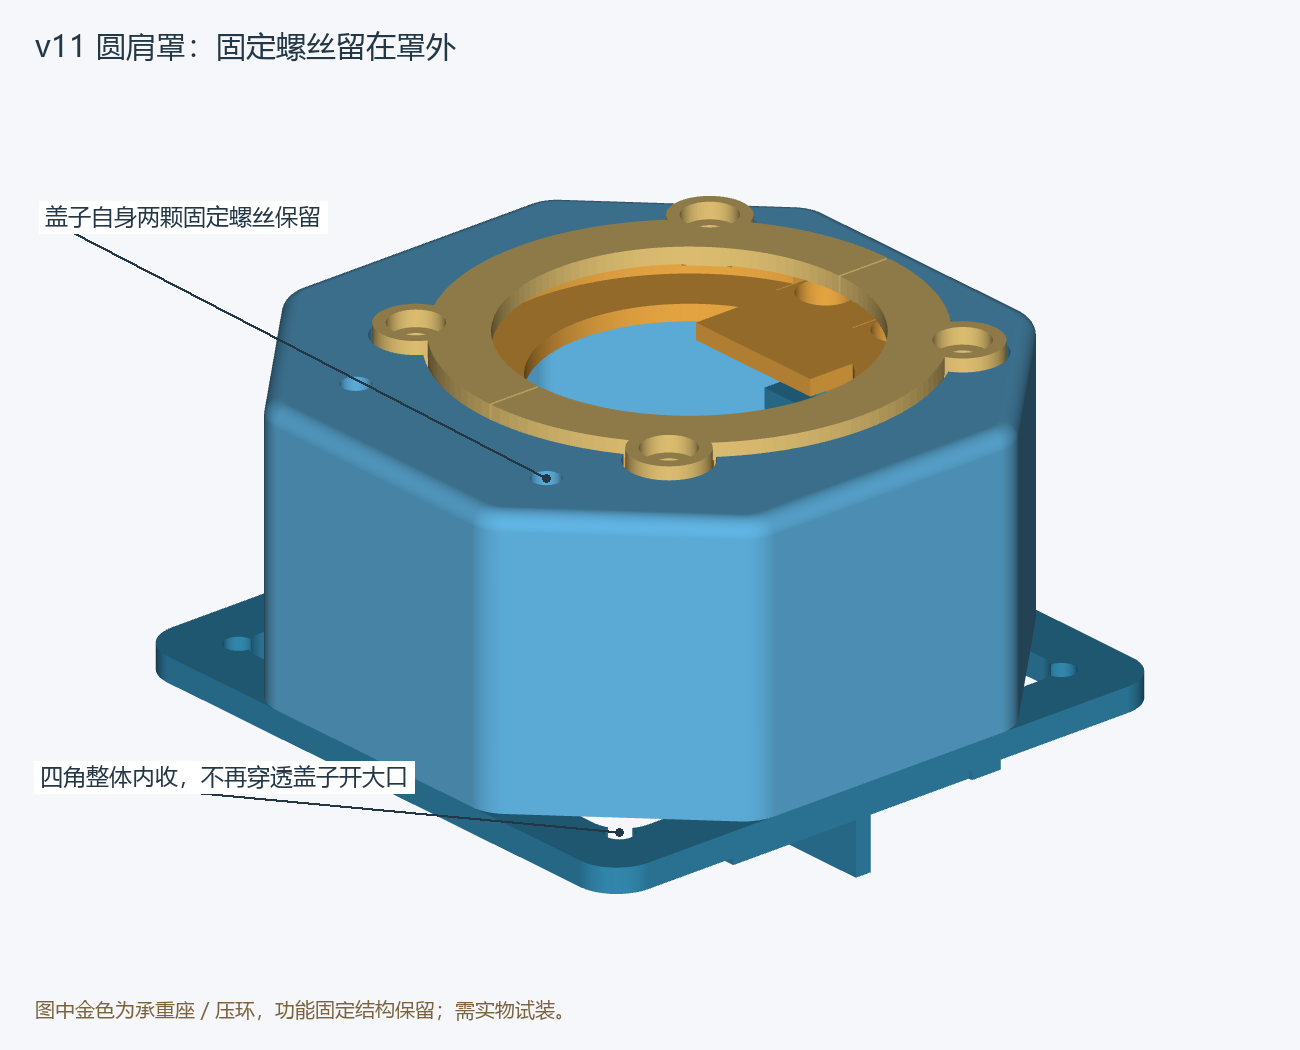 v11 圆肩罩：固定螺丝留在罩外
盖子自身两颗固定螺丝保留
四角整体内收，不再穿透盖子开大口
图中金色为承重座 / 压环，功能固定结构保留；需实物试装。